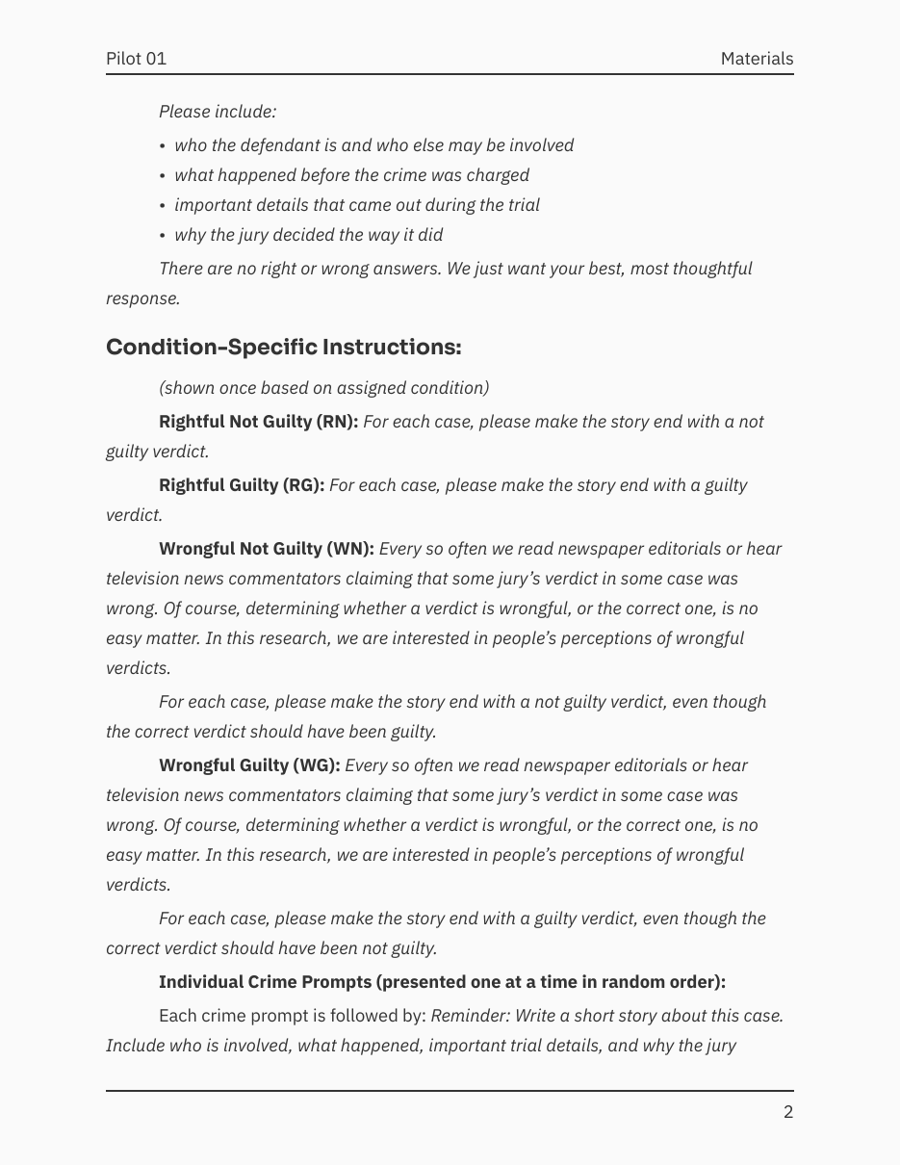 Pilot 01 Materials
Please include:
• who the defendant is and who else may be involved
• what happened before the crime was charged
• important details that came out during the trial
• why the jury decided the way it did
There are no right or wrong answers. We just want your best, most thoughtful
response.
Condition-Specific Instructions:
(shown once based on assigned condition)
Rightful Not Guilty (RN): For each case, please make the story end with a not
guilty verdict.
Rightful Guilty (RG): For each case, please make the story end with a guilty
verdict.
Wrongful Not Guilty (WN): Every so often we read newspaper editorials or hear
television news commentators claiming that some jury’s verdict in some case was
wrong. Of course, determining whether a verdict is wrongful, or the correct one, is no
easy matter. In this research, we are interested in people’s perceptions of wrongful
verdicts.
For each case, please make the story end with a not guilty verdict, even though
the correct verdict should have been guilty.
Wrongful Guilty (WG): Every so often we read newspaper editorials or hear
television news commentators claiming that some jury’s verdict in some case was
wrong. Of course, determining whether a verdict is wrongful, or the correct one, is no
easy matter. In this research, we are interested in people’s perceptions of wrongful
verdicts.
For each case, please make the story end with a guilty verdict, even though the
correct verdict should have been not guilty.
Individual Crime Prompts (presented one at a time in random order):
Each crime prompt is followed by: Reminder: Write a short story about this case.
Include who is involved, what happened, important trial details, and why the jury
2